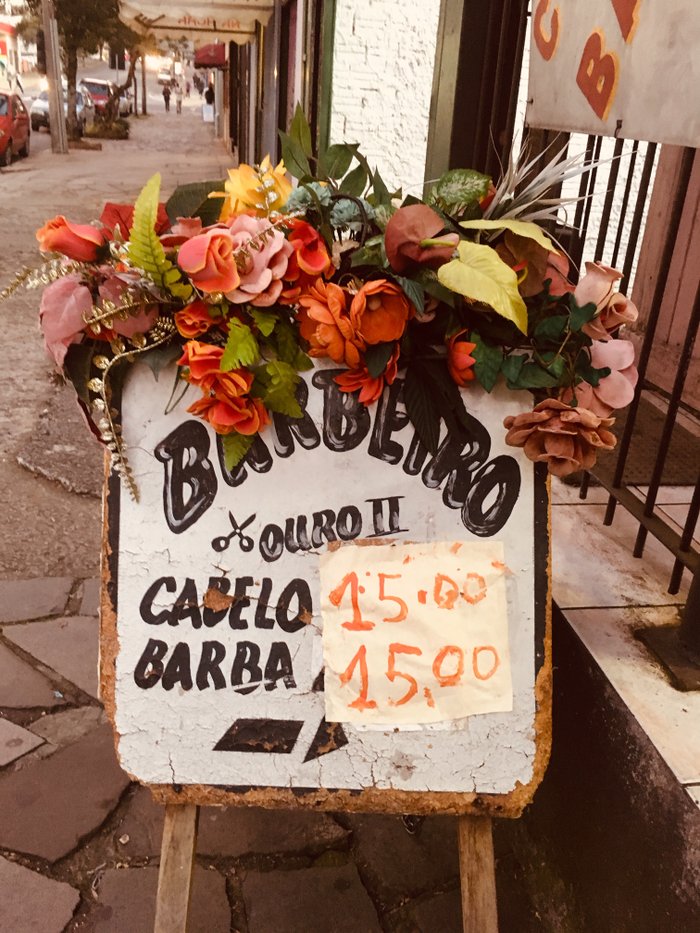 BARBEIRO
OURO II
CABELO 15.00
BARBA 15,00